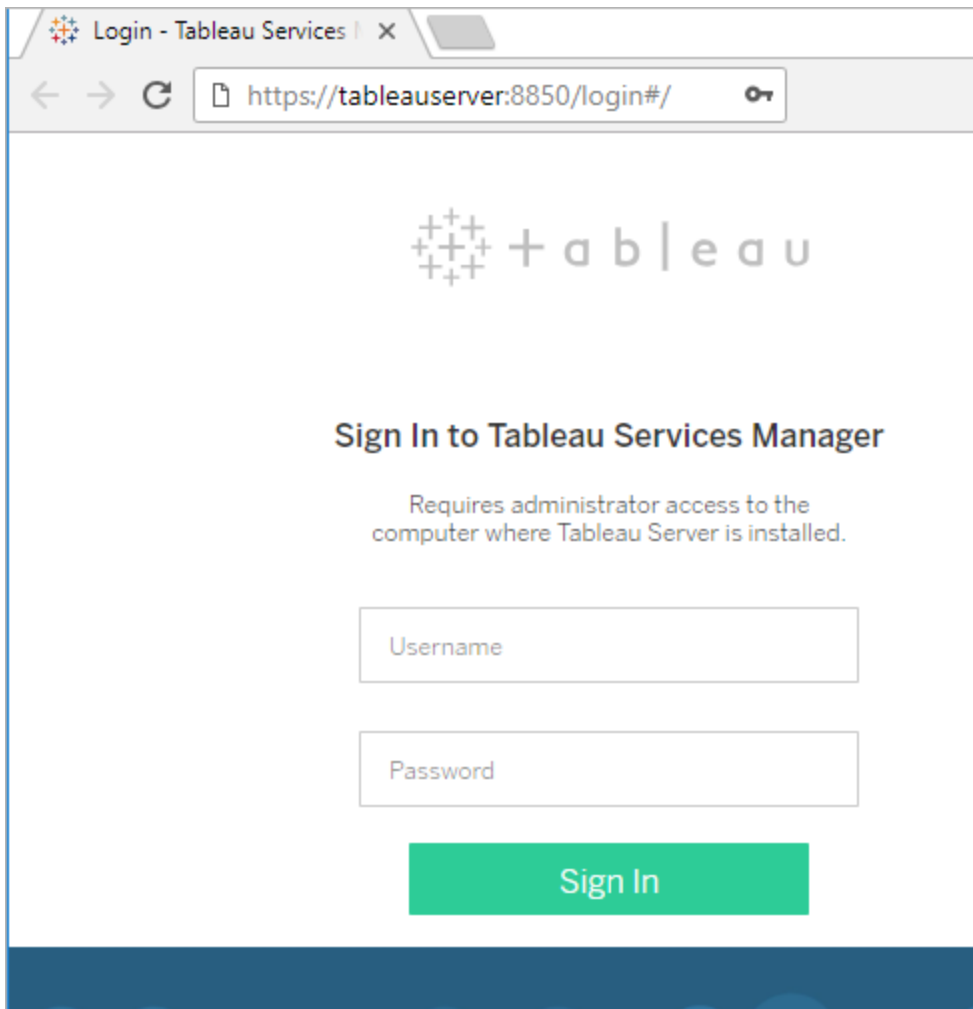 Login - Tableau Services
https://tableauserver:8850/login#/
+ableau
Sign In to Tableau Services Manager
Requires administrator access to the
computer where Tableau Server is installed.
Username
Password
Sign In